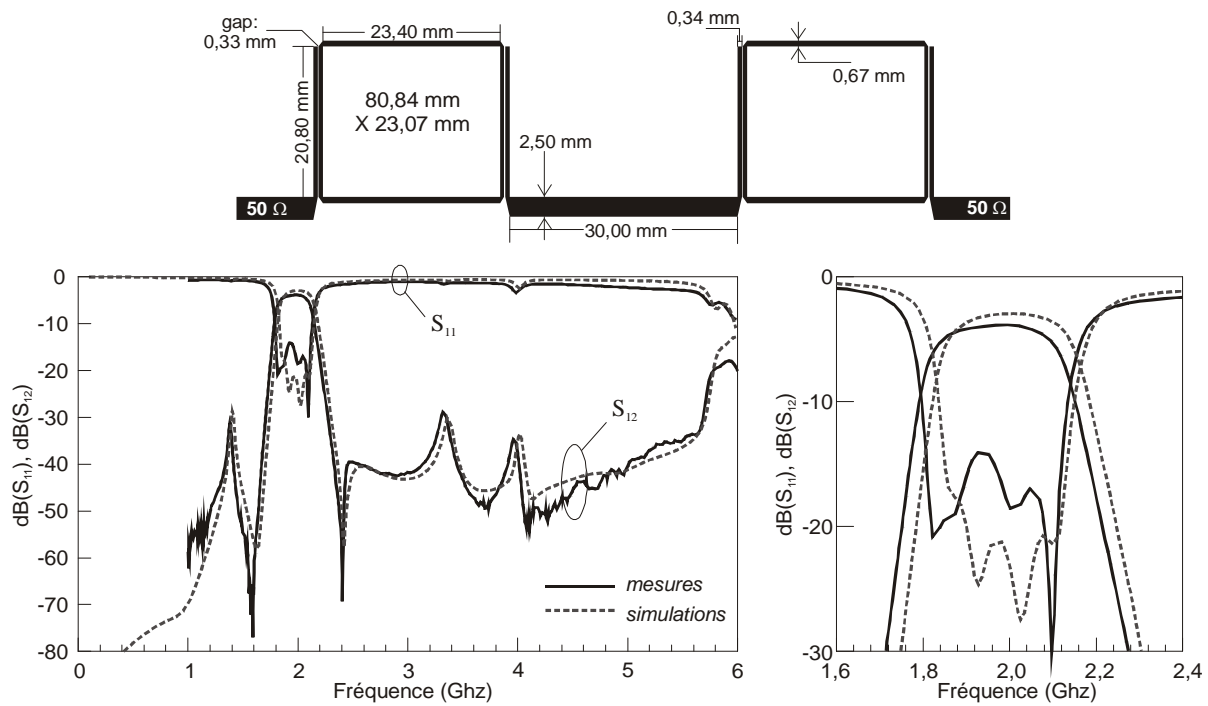 gap:
0,33 mm
23,40 mm
0,34 mm
0,67 mm
20,80 mm
80,84 mm
X 23,07 mm
2,50 mm
50 Ω
50 Ω
30,00 mm
0
-10
-20
-30
-40
-50
-60
-70
-80
dB(S11), dB(S12)
S11
S12
mesures
simulations
0 1 2 3 4 5 6
Fréquence (Ghz)
0
-10
-20
-30
dB(S11), dB(S12)
1,6 1,8 2,0 2,2 2,4
Fréquence (Ghz)